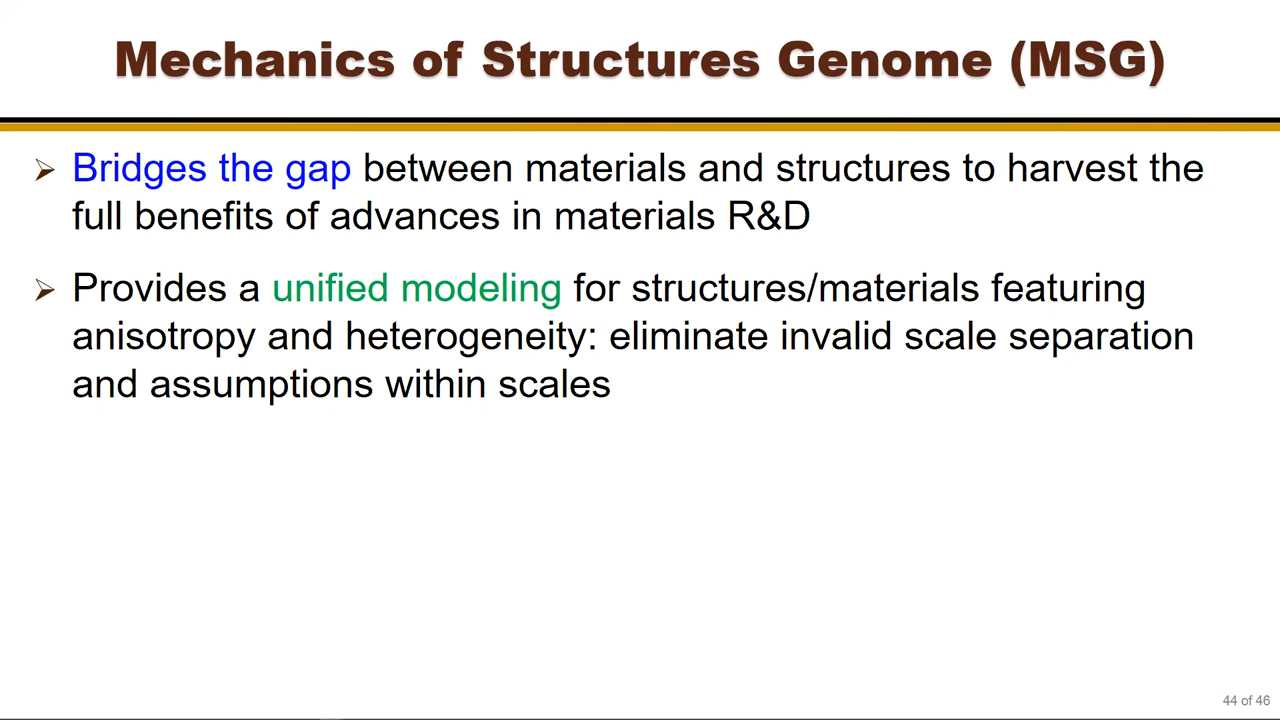 Mechanics of Structures Genome (MSG)
Bridges the gap between materials and structures to harvest the
full benefits of advances in materials R&D
Provides a unified modeling for structures/materials featuring
anisotropy and heterogeneity: eliminate invalid scale separation
and assumptions within scales
44 of 46